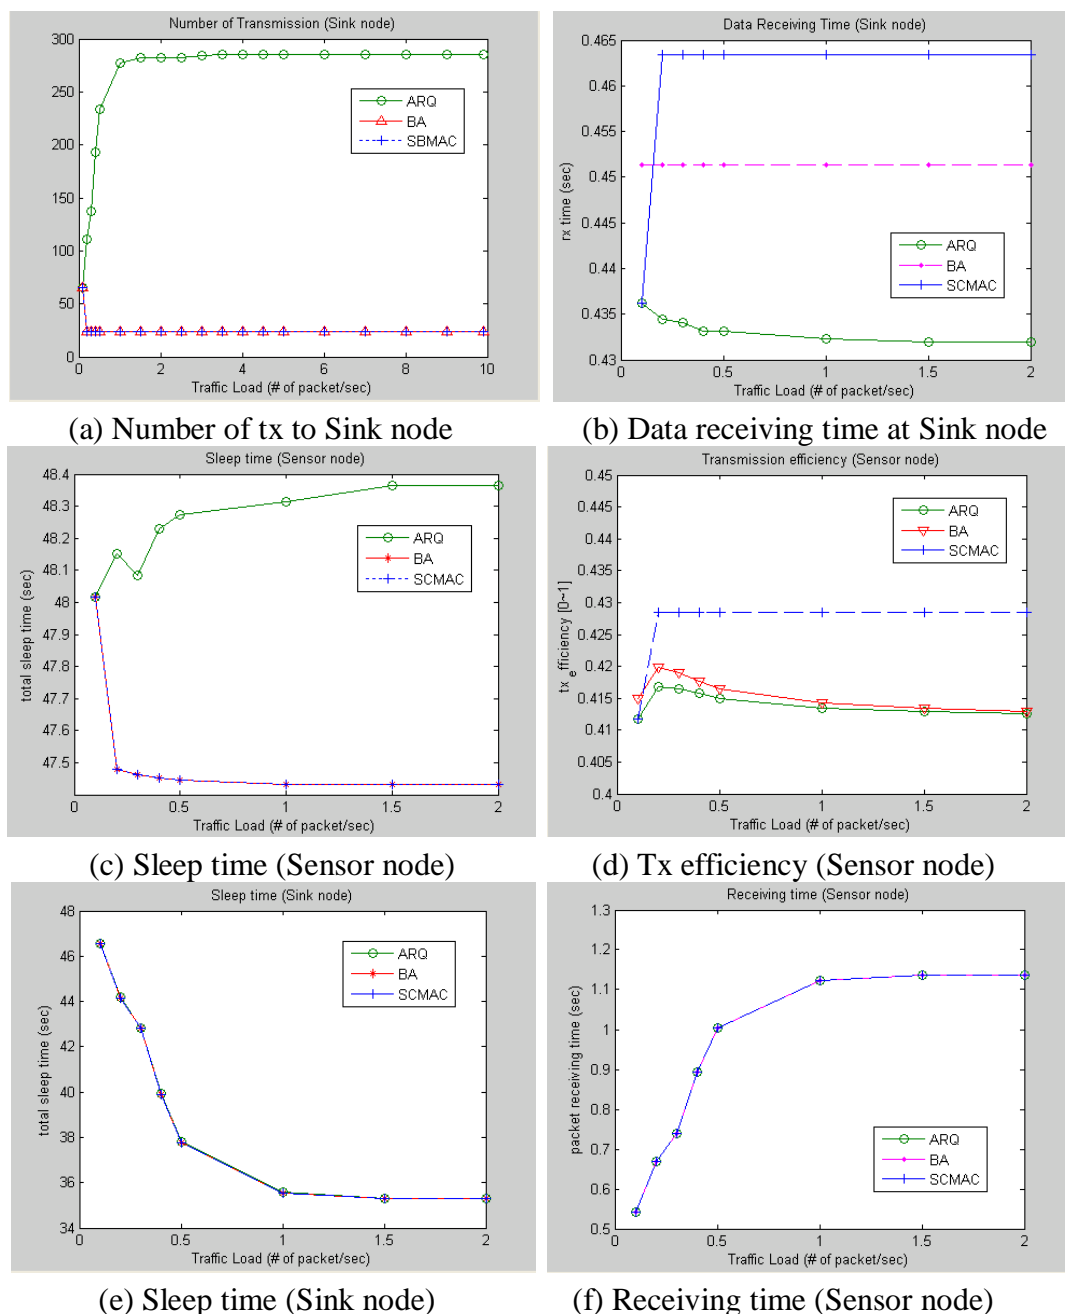 Number of Transmission (Sink node)
300
250
200
150
100
50
0
0 2 4 6 8 10
Traffic Load (# of packet/sec)
ARQ
BA
SBMAC
(a) Number of tx to Sink node
Data Receiving Time (Sink node)
0.465
0.46
0.455
0.45
0.445
0.44
0.435
0.43
rx time (sec)
0 0.5 1 1.5 2
Traffic Load (# of packet/sec)
ARQ
BA
SCMAC
(b) Data receiving time at Sink node
Sleep time (Sensor node)
48.4
48.3
48.2
48.1
48
47.9
47.8
47.7
47.6
47.5
total sleep time (sec)
0 0.5 1 1.5 2
Traffic Load (# of packet/sec)
ARQ
BA
SCMAC
(c) Sleep time (Sensor node)
Transmission efficiency (Sensor node)
0.45
0.445
0.44
0.435
0.43
0.425
0.42
0.415
0.41
0.405
0.4
tx efficiency [0~1]
0 0.5 1 1.5 2
Traffic Load (# of packet/sec)
ARQ
BA
SCMAC
(d) Tx efficiency (Sensor node)
Sleep time (Sink node)
48
46
44
42
40
38
36
34
total sleep time (sec)
0 0.5 1 1.5 2
Traffic Load (# of packet/sec)
ARQ
BA
SCMAC
(e) Sleep time (Sink node)
Receiving time (Sensor node)
1.3
1.2
1.1
1
0.9
0.8
0.7
0.6
0.5
packet receiving time (sec)
0 0.5 1 1.5 2
Traffic Load (# of packet/sec)
ARQ
BA
SCMAC
(f) Receiving time (Sensor node)